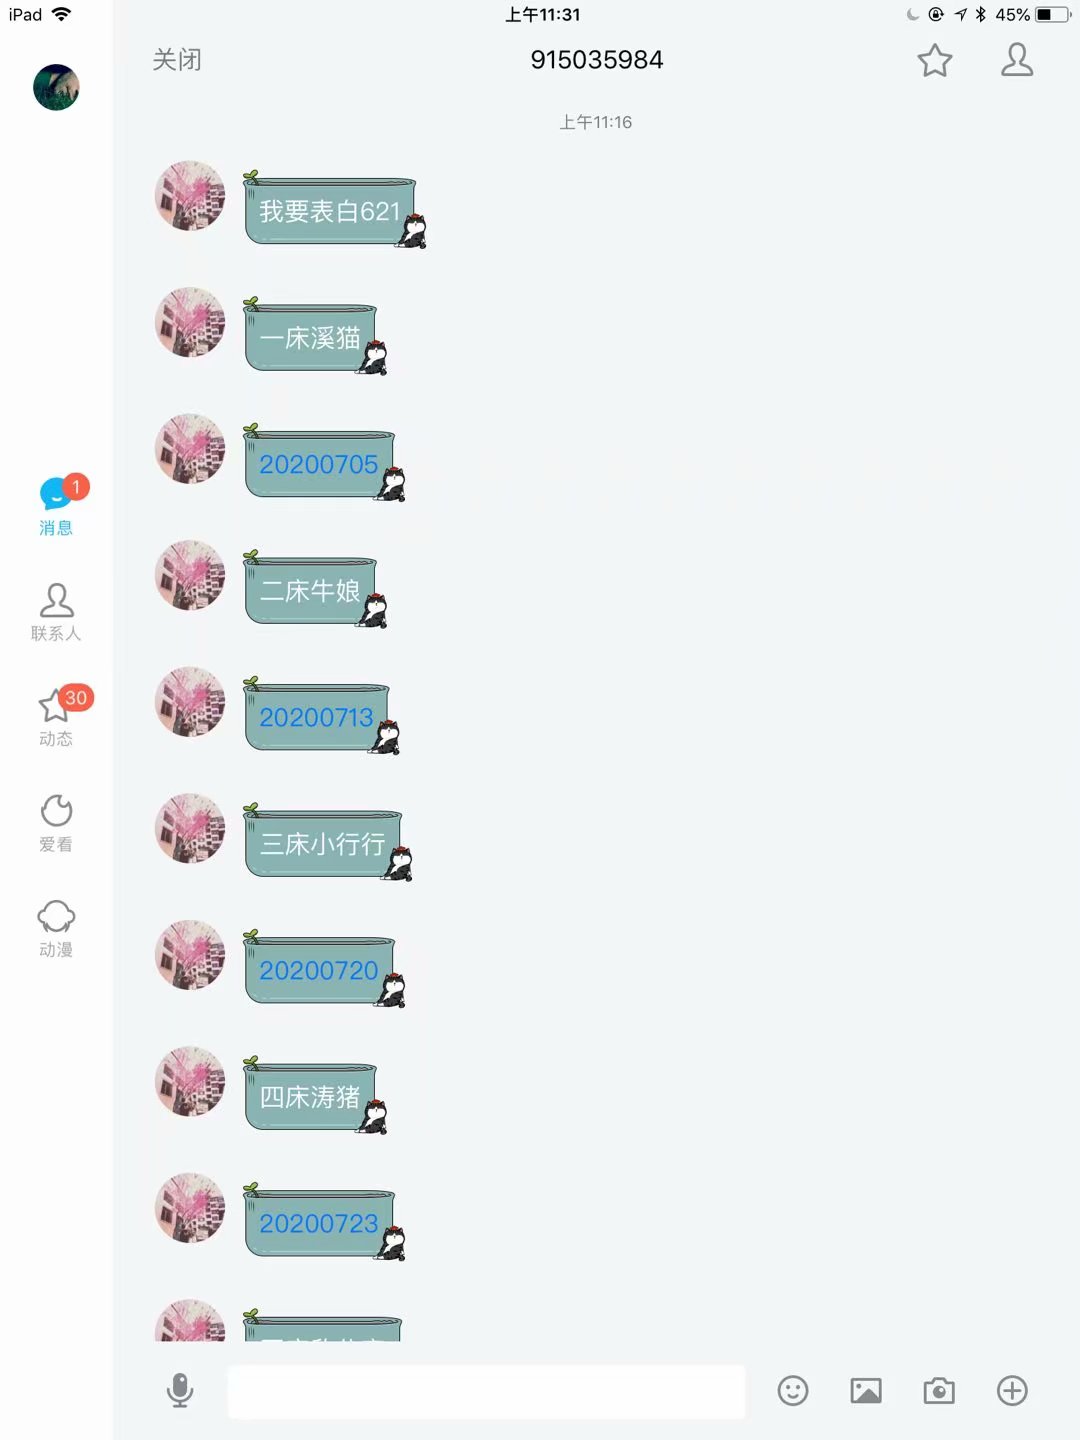 iPad
上午11:31
45%
关闭
915035984
上午11:16
我要表白621
一床溪猫
20200705
1
消息
二床牛娘
联系人
20200713
30
动态
三床小行行
爱看
20200720
动漫
四床涛猪
20200723